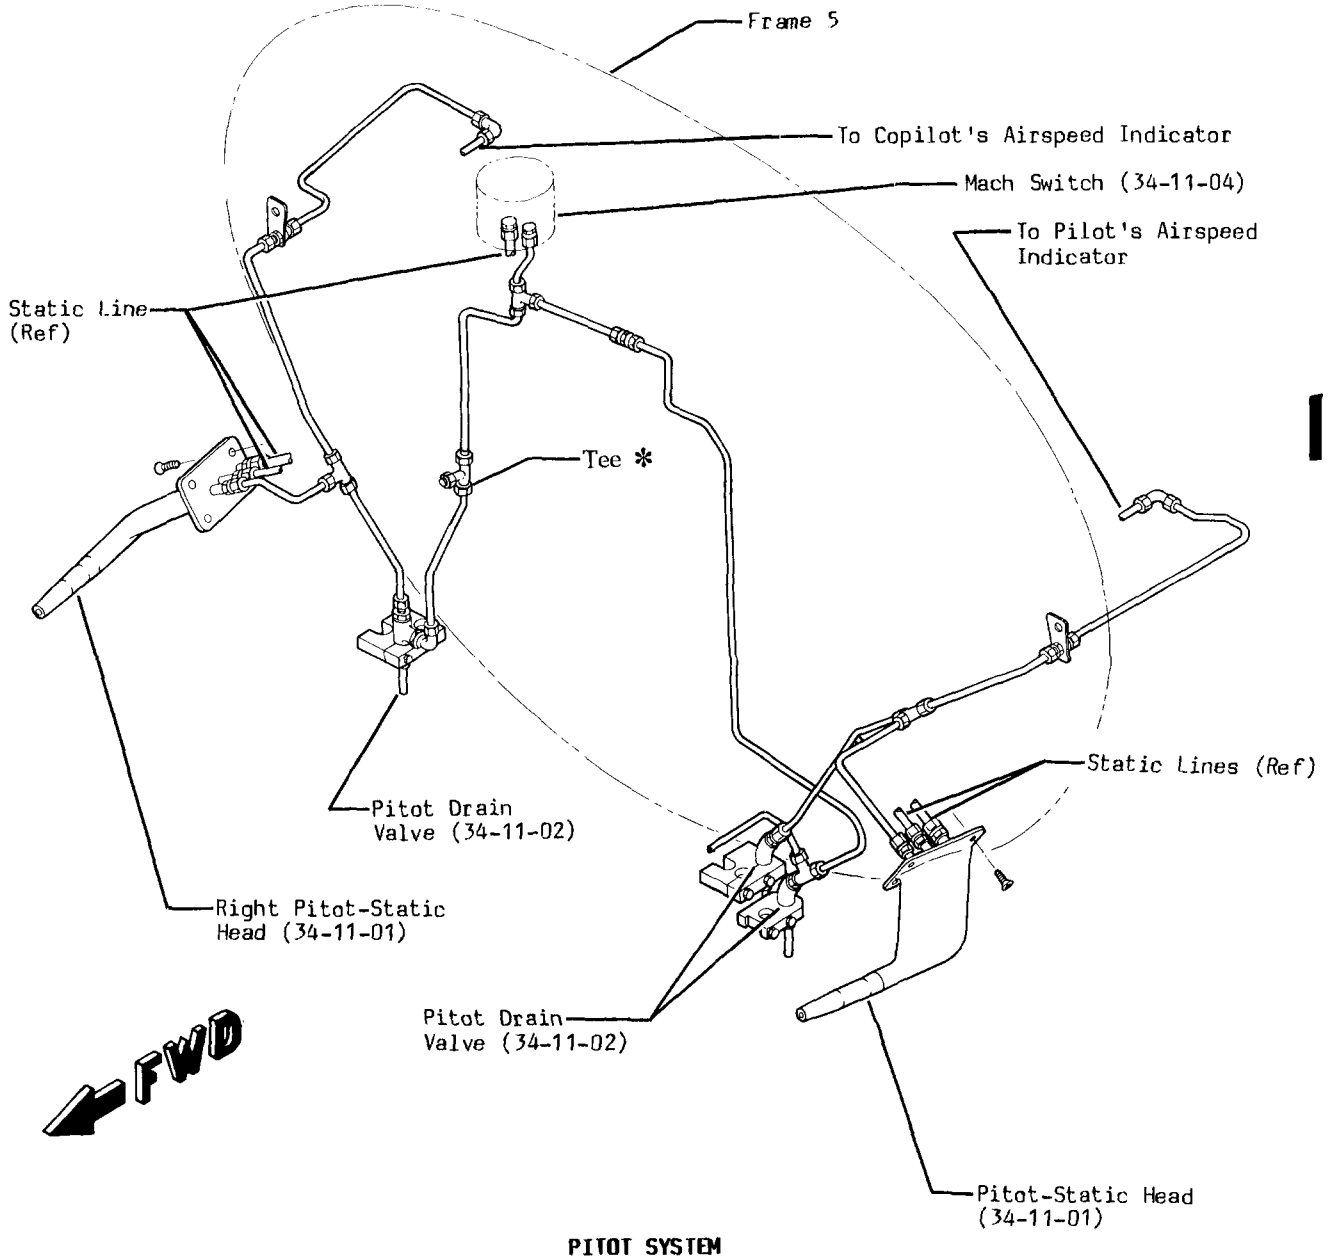 Frame 5
To Copilot's Airspeed Indicator
Mach Switch (34-11-04)
To Pilot's Airspeed
Indicator
Static Line
(Ref)
Tee *
Static Lines (Ref)
Pitot Drain
Valve (34-11-02)
Right Pitot-Static
Head (34-11-01)
Pitot Drain
Valve (34-11-02)
FWD
Pitot-Static Head
(34-11-01)
PITOT SYSTEM